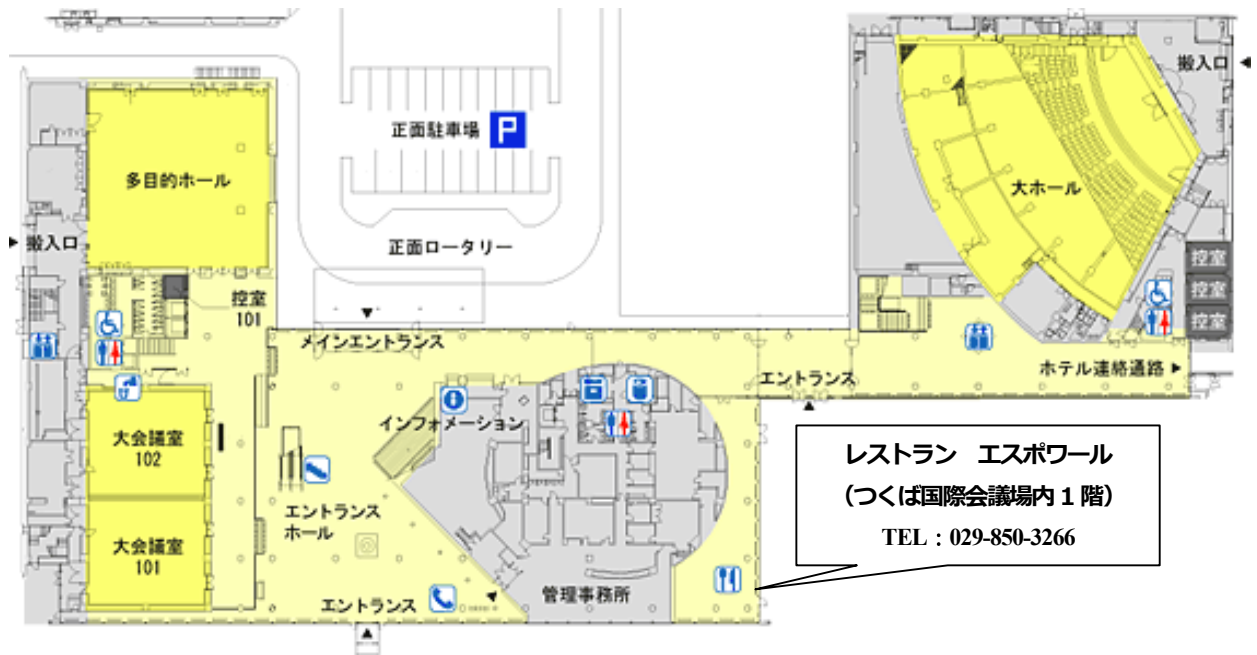 搬入口
正面駐車場
P
多目的ホール
大ホール
搬入口
正面ロータリー
控室
控室
控室
控室
101
メインエントランス
ホテル連絡通路
エントランス
インフォメーション
大会議室
102
エントランス
ホール
大会議室
101
管理事務所
エントランス
レストラン エスポワール
（つくば国際会議場内 1 階）
TEL：029-850-3266